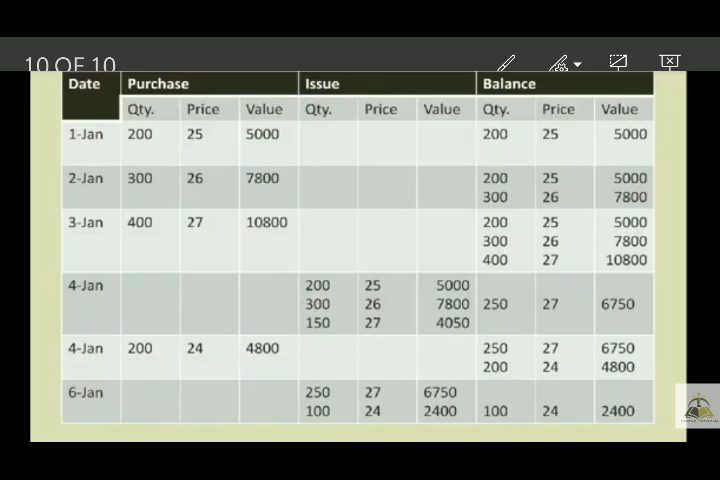 10 OF 10
Date Purchase Issue Balance
Qty. Price Value Qty. Price Value Qty. Price Value
1-Jan 200 25 5000 200 25 5000
2-Jan 300 26 7800 200 25 5000
300 26 7800
3-Jan 400 27 10800 200 25 5000
300 26 7800
400 27 10800
4-Jan 200 25 5000
300 26 7800 250 27 6750
150 27 4050
4-Jan 200 24 4800 250 27 6750
200 24 4800
6-Jan 250 27 6750
100 24 2400 100 24 2400